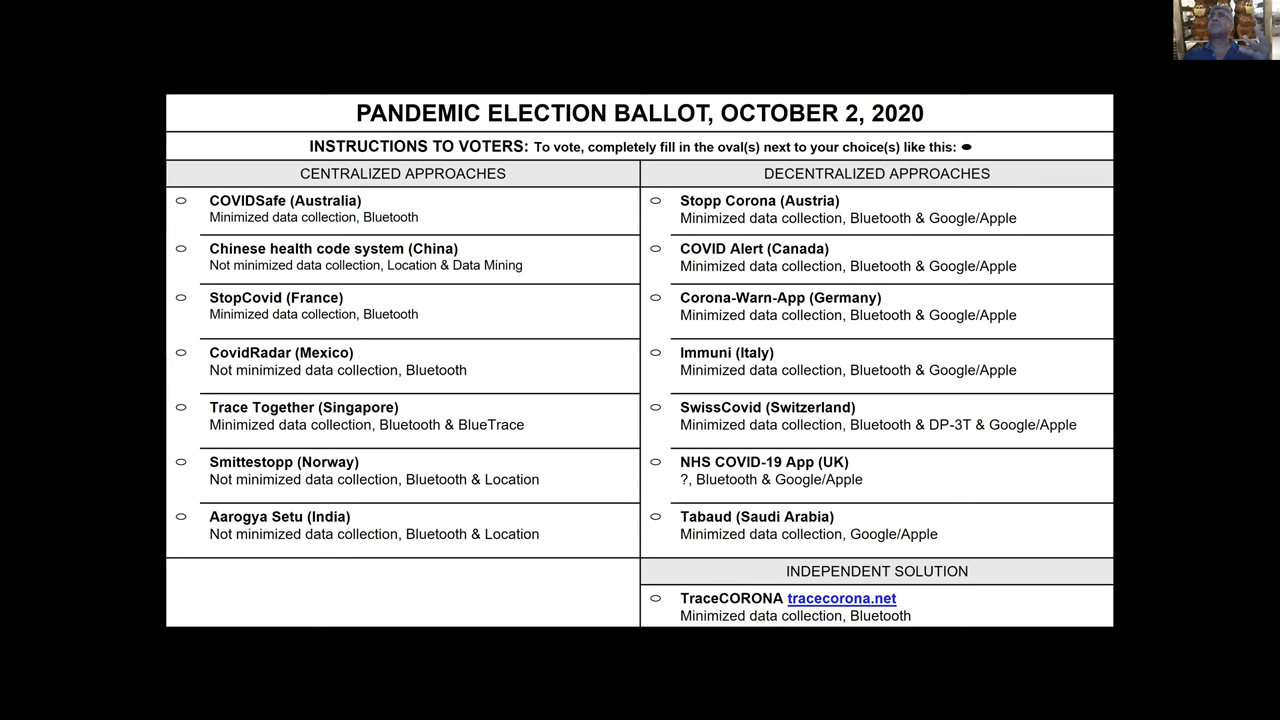 PANDEMIC ELECTION BALLOT, OCTOBER 2, 2020
INSTRUCTIONS TO VOTERS: To vote, completely fill in the oval(s) next to your choice(s) like this:
CENTRALIZED APPROACHES
COVIDSafe (Australia)
Minimized data collection, Bluetooth
Chinese health code system (China)
Not minimized data collection, Location & Data Mining
StopCovid (France)
Minimized data collection, Bluetooth
CovidRadar (Mexico)
Not minimized data collection, Bluetooth
Trace Together (Singapore)
Minimized data collection, Bluetooth & BlueTrace
Smittestopp (Norway)
Not minimized data collection, Bluetooth & Location
Aarogya Setu (India)
Not minimized data collection, Bluetooth & Location
DECENTRALIZED APPROACHES
Stopp Corona (Austria)
Minimized data collection, Bluetooth & Google/Apple
COVID Alert (Canada)
Minimized data collection, Bluetooth & Google/Apple
Corona-Warn-App (Germany)
Minimized data collection, Bluetooth & Google/Apple
Immuni (Italy)
Minimized data collection, Bluetooth & Google/Apple
SwissCovid (Switzerland)
Minimized data collection, Bluetooth & DP-3T & Google/Apple
NHS COVID-19 App (UK)
?, Bluetooth & Google/Apple
Tabaud (Saudi Arabia)
Minimized data collection, Google/Apple
INDEPENDENT SOLUTION
TraceCORONA tracecorona.net
Minimized data collection, Bluetooth